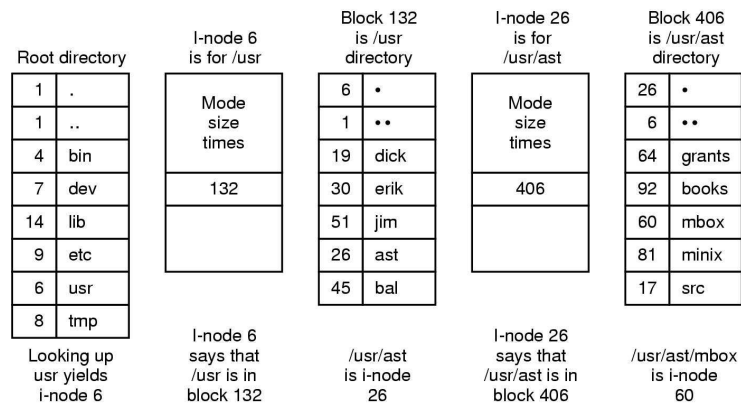 Root directory
1 .
1 ..
4 bin
7 dev
14 lib
9 etc
6 usr
8 tmp
Looking up
usr yields
i-node 6
I-node 6
is for /usr
Mode
size
times
132
I-node 6
says that
/usr is in
block 132
Block 132
is /usr
directory
6 •
1 ••
19 dick
30 erik
51 jim
26 ast
45 bal
/usr/ast
is i-node
26
I-node 26
is for
/usr/ast
Mode
size
times
406
I-node 26
says that
/usr/ast is in
block 406
Block 406
is /usr/ast
directory
26 •
6 ••
64 grants
92 books
60 mbox
81 minix
17 src
/usr/ast/mbox
is i-node
60